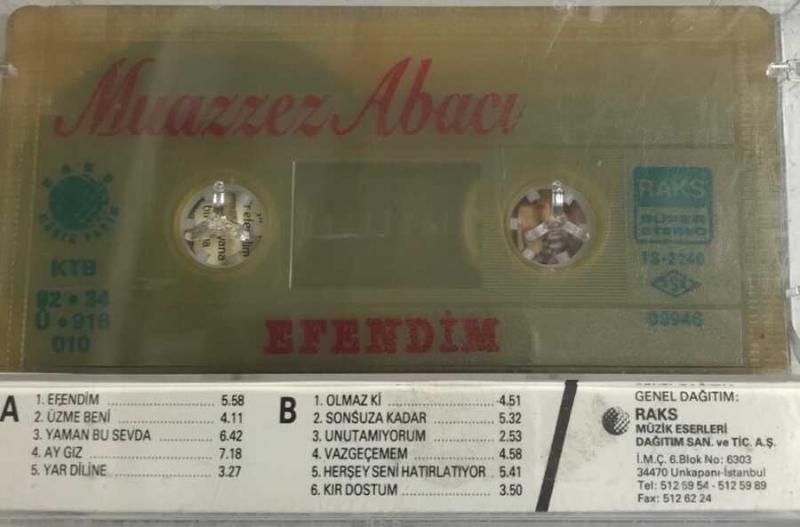 Muazzez Abacı
RAKS
KTB
92 • 34
Ü • 918
010
RAKS
SÜPER
STEREO
TS-2240
TSE
03946
EFENDİM
A
1. EFENDİM 5.58
2. ÜZME BENİ 4.11
3. YAMAN BU SEVDA 6.42
4. AY GIZ 7.18
5. YAR DİLİNE 3.27
B
1. OLMAZ Kİ 4.51
2. SONSUZA KADAR 5.32
3. UNUTAMIYORUM 2.53
4. VAZGEÇEMEM 4.58
5. HERŞEY SENİ HATIRLATIYOR 5.41
6. KIR DOSTUM 3.50
GENEL DAĞITIM:
RAKS
MÜZİK ESERLERİ
DAĞITIM SAN. ve TİC. A.Ş.
İ.M.Ç. 6.Blok No: 6303
34470 Unkapanı-İstanbul
Tel: 512 59 54 - 512 59 89
Fax: 512 62 24